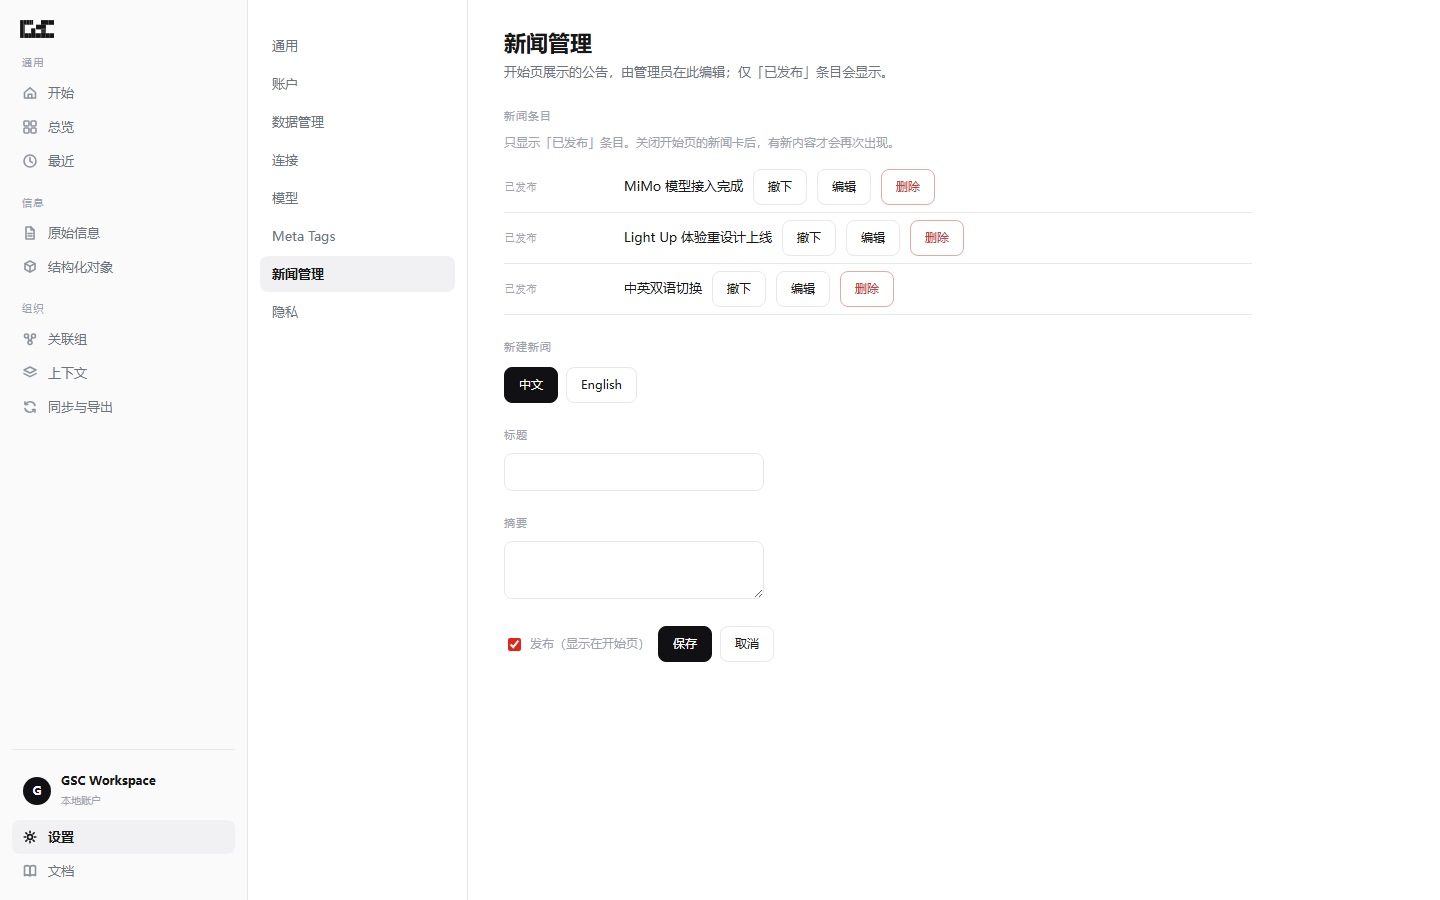 GSC
通用
开始
总览
最近
信息
原始信息
结构化对象
组织
关联组
上下文
同步与导出
G
GSC Workspace
本地账户
设置
文档
通用
账户
数据管理
连接
模型
Meta Tags
新闻管理
隐私
新闻管理
开始页展示的公告，由管理员在此编辑；仅「已发布」条目会显示。
新闻条目
只显示「已发布」条目。关闭开始页的新闻卡后，有新内容才会再次出现。
已发布 MiMo 模型接入完成 撤下 编辑 删除
已发布 Light Up 体验重设计上线 撤下 编辑 删除
已发布 中英双语切换 撤下 编辑 删除
新建新闻
中文 English
标题
摘要
发布（显示在开始页） 保存 取消